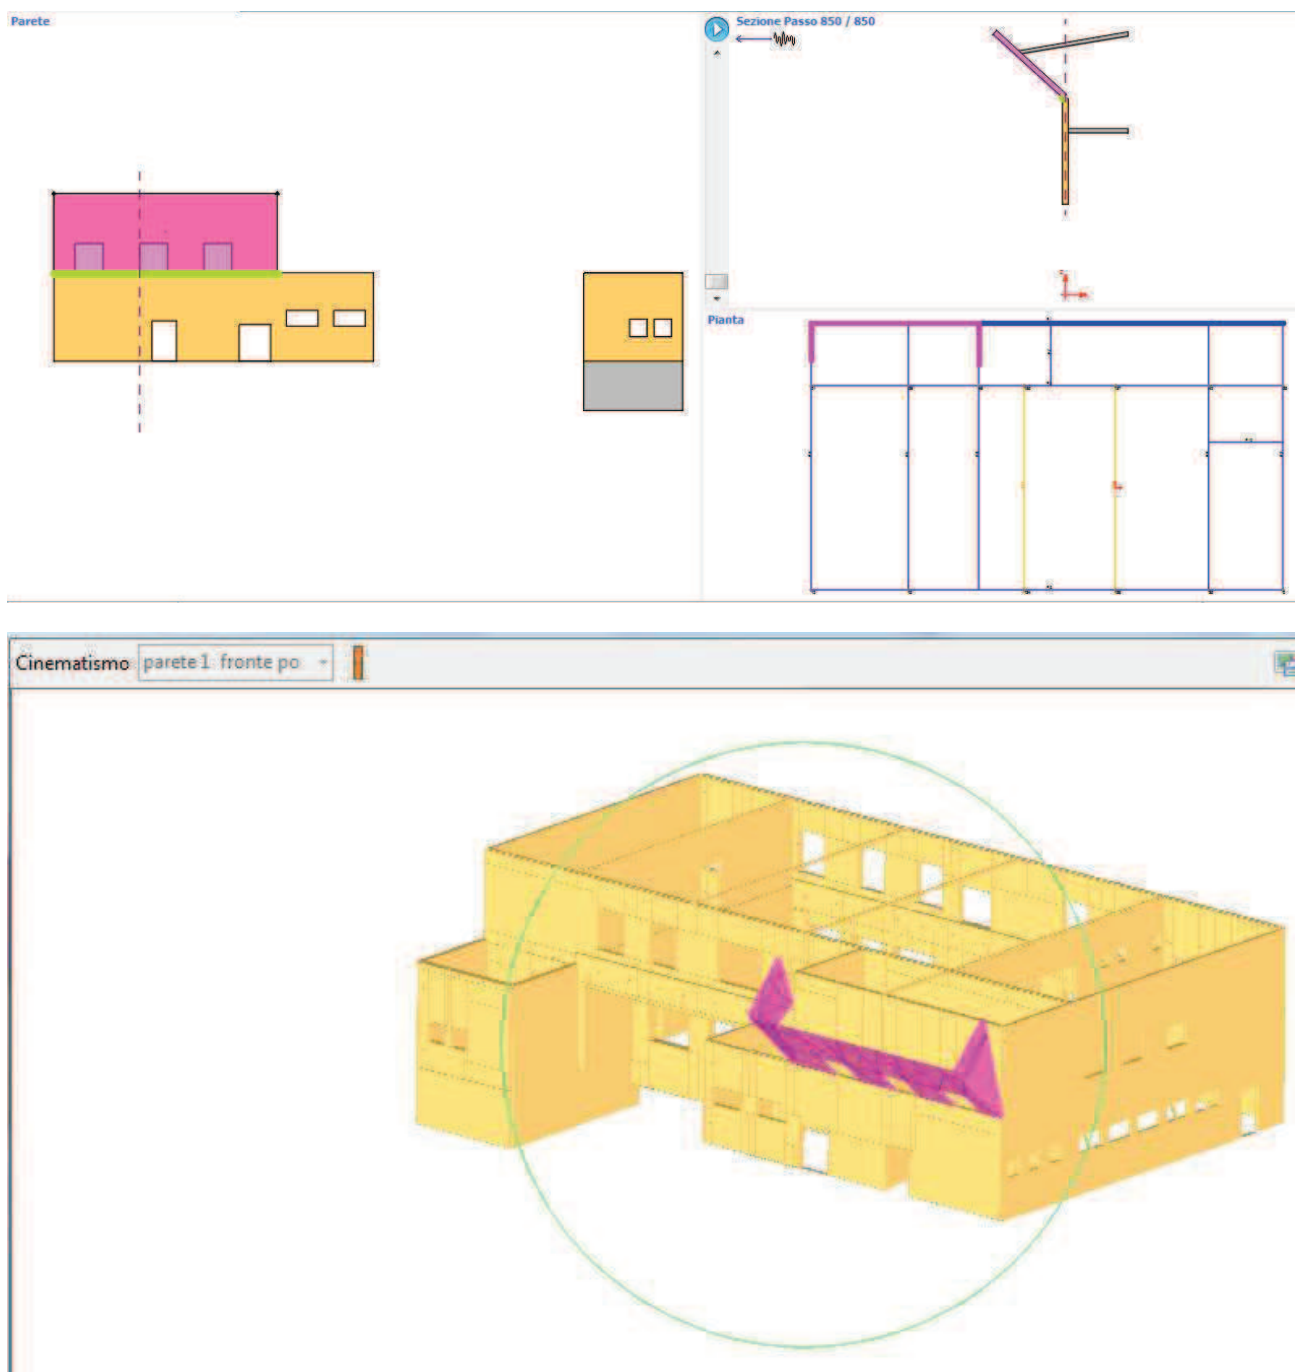 Parete
Sezione Passo 850 / 850
Pianta
Cinematismo parete 1 fronte po